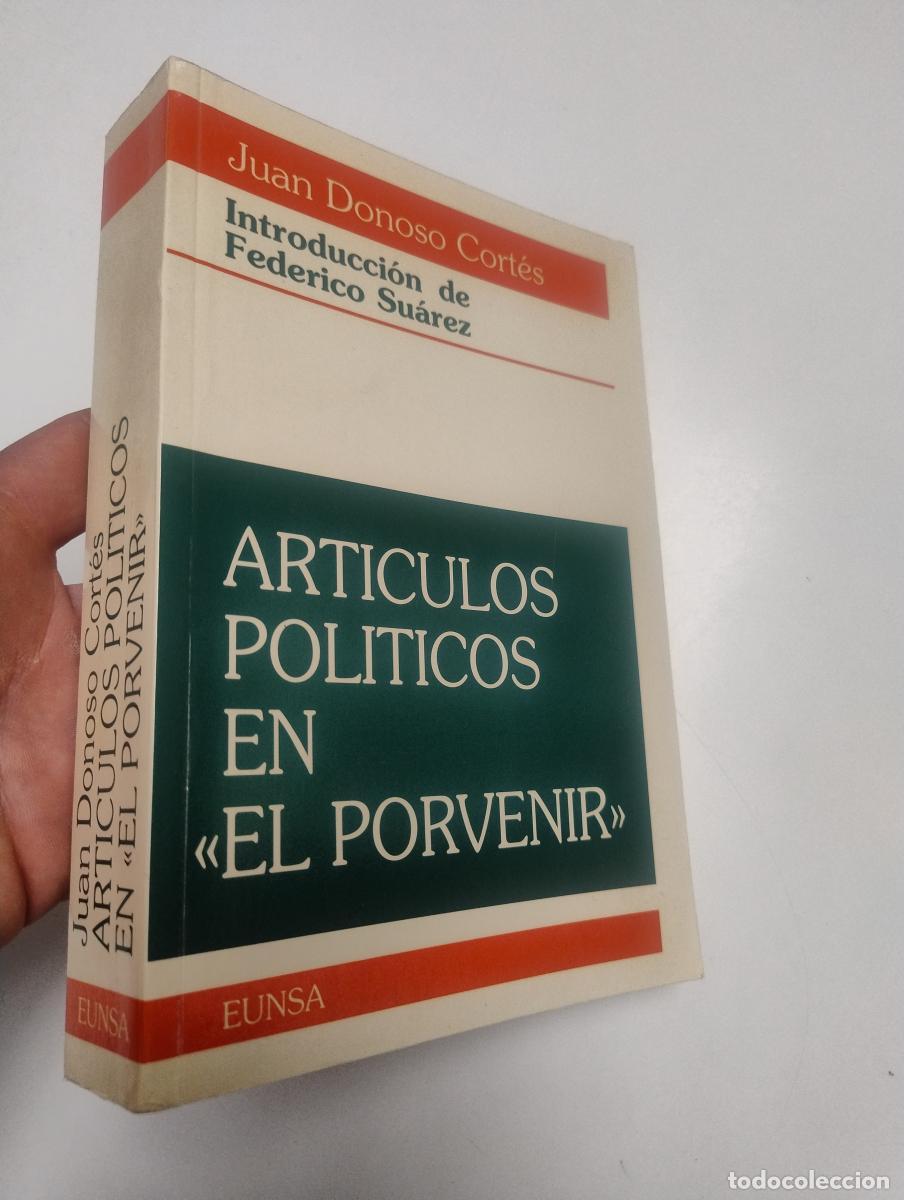 Juan Donoso Cortés
Introducción de
Federico Suárez
ARTICULOS
POLITICOS
EN
«EL PORVENIR»
EUNSA
Juan Donoso Cortés
ARTICULOS POLITICOS
EN «EL PORVENIR»
EUNSA
todocoleccion